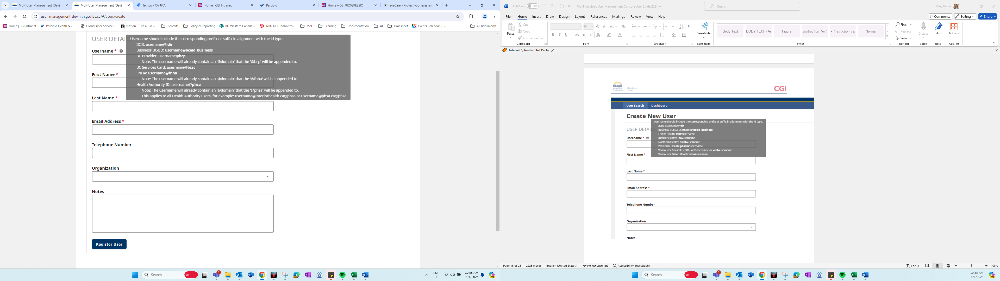 MoH User Management (Dev)
MoH User Management (Dev)
Tempo - CA JIRA
Home | CGI Intranet
Percipio
Home – CGI PROGRESSIO
eyeCare - Protect your eyes and
user-management-dev.hlth.gov.bc.ca/#/users/create
Home | CGI Intranet
Percipio Health &...
Global User Service...
Notion – The all-in-...
Benefits
Policy & Reporting
BU Western Canada...
WBU DEI Committe...
MoH
Learning
Documentation
AI
Timesheet
Events Calendar | P...
All Bookmarks
USER DETAIL
Username should include the corresponding prefix or suffix in alignment with the id type.
IDIR: username@idir
Business BCeID: username@bceid_business
BC Provider: username@bcp
Note: The username will already contain an '@domain' that the '@bcp' will be appended to.
BC Services Card: username@bcsc
FNHA: username@fnha
Note: The username will already contain an '@domain' that the '@fnha' will be appended to.
Health Authority ID: username@phsa
Note: The username will already contain an '@domain' that the '@phsa' will be appended to.
This applies to all Health Authority users, for example: username@interiorhealth.ca@phsa or username@phsa.ca@phsa
Username *
First Name *
Last Name *
Email Address *
Telephone Number
Organization
Notes
Register User
Search
ENG
US
10:55 AM
8/1/2024
AutoSave Off
MoH Keycloak User Management Console User Guide 2024
Search
Mak, Helen
File Home Insert Draw Design Layout References Mailings Review View Help
Comments
Editing
Share
Paste
Cut
Copy
Format Painter
Clipboard
10
Font
Paragraph
Sensitivity
Sensitivity
Body Text
BODY TEXT - Ar
Figure
Instruction Text
Instruction Te
Normal
Styles
Find
Replace
Select
Editing
Dictate
Voice
Editor
Editor
Add-ins
Add-ins
Internal \ Trusted 3rd Party
BRITISH
COLUMBIA
Ministry of
Health
CGI
User Search
Dashboard
Create New User
USER DETAILS
Username should include the corresponding prefix or suffix in alignment with the id type.
IDIR: username@idir
Business BCeID: username@bceid_business
Fraser Health: sfhr\username
Interior Health: iha\username
Northern Health: nirhb\username
Provincial Health: phsabc\username
Vancouver Coastal Health: vch\username or vrhb\username
Vancouver Island Health: viha\username
Username *
First Name *
Last Name *
Email Address *
Telephone Number
Organization
Notes
Page 16 of 25
2225 words
English (United States)
Text Predictions: On
Accessibility: Investigate
Focus
108%
Search
10:55 AM
8/1/2024